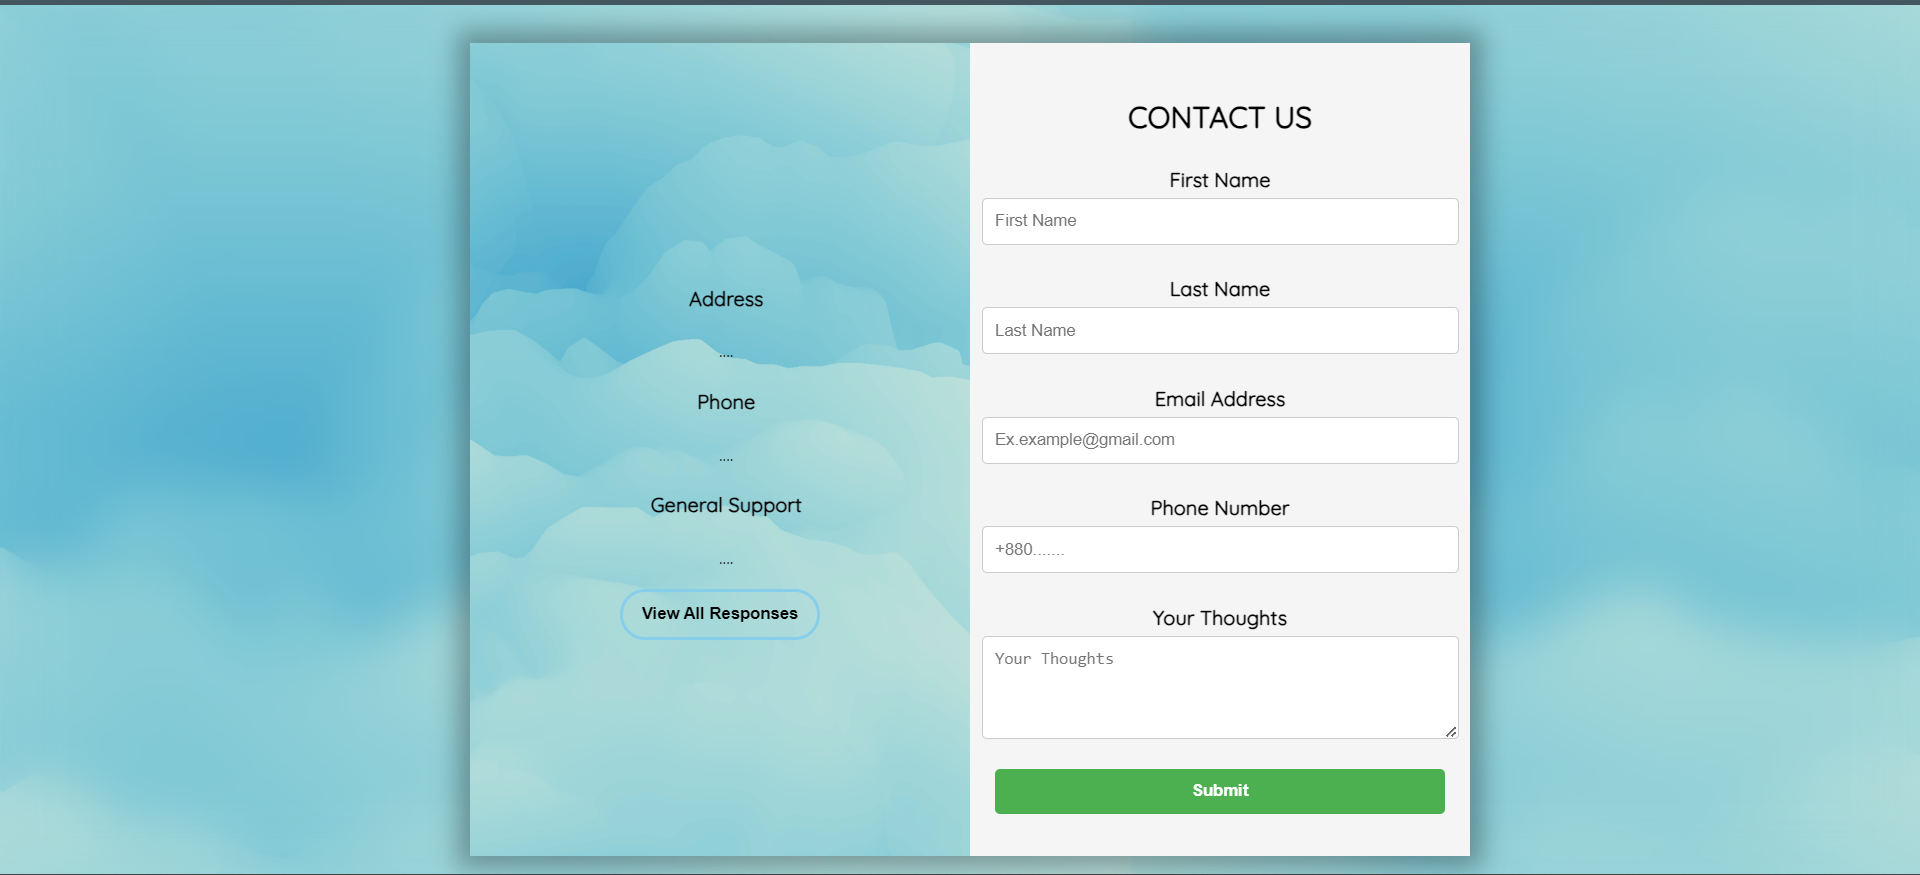 Address
....
Phone
....
General Support
....
View All Responses
CONTACT US
First Name
First Name
Last Name
Last Name
Email Address
Ex.example@gmail.com
Phone Number
+880.......
Your Thoughts
Your Thoughts
Submit